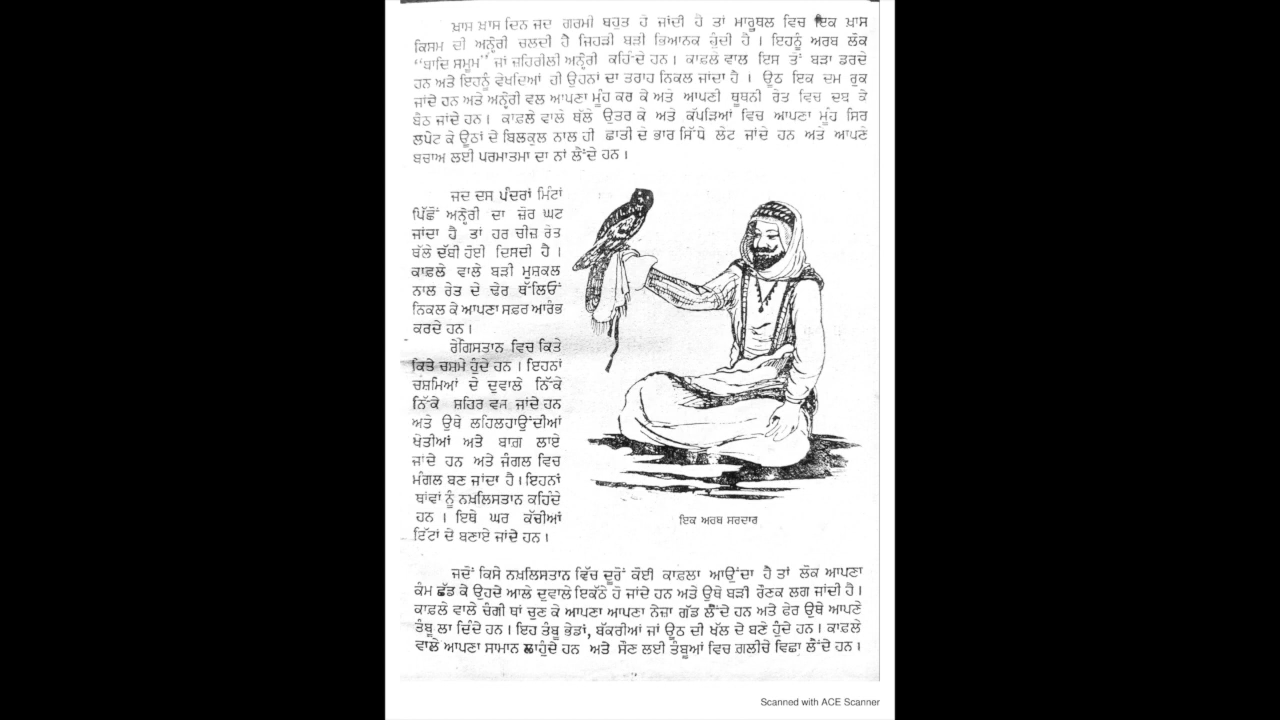 ਖ਼ਾਸ ਖ਼ਾਸ ਦਿਨ ਜਦ ਗਰਮੀ ਬਹੁਤ ਹੋ ਜਾਂਦੀ ਹੈ ਤਾਂ ਮਾਰੂਥਲ ਵਿਚ ਇਕ ਖ਼ਾਸ
ਕਿਸਮ ਦੀ ਅਨ੍ਹੇਰੀ ਚਲਦੀ ਹੈ ਜਿਹੜੀ ਬੜੀ ਭਿਆਨਕ ਹੁੰਦੀ ਹੈ । ਇਹਨੂੰ ਅਰਬ ਲੋਕ
“ਬਾਦਿ ਸਮੂਮ” ਜਾਂ ਜ਼ਹਿਰੀਲੀ ਅਨ੍ਹੇਰੀ ਕਹਿੰਦੇ ਹਨ । ਕਾਫ਼ਲੇ ਵਾਲ ਇਸ ਤੋਂ ਬੜਾ ਡਰਦੇ
ਹਨ ਅਤੇ ਇਹਨੂੰ ਵੇਖਦਿਆਂ ਹੀ ਉਹਨਾਂ ਦਾ ਤਰਾਹ ਨਿਕਲ ਜਾਂਦਾ ਹੈ । ਊਠ ਇਕ ਦਮ ਰੁਕ
ਜਾਂਦੇ ਹਨ ਅਤੇ ਅਨ੍ਹੇਰੀ ਵਲ ਆਪਣਾ ਮੂੰਹ ਕਰ ਕੇ ਅਤੇ ਆਪਣੀ ਥੂਥਨੀ ਰੇਤ ਵਿਚ ਦਬ ਕੇ
ਬੈਠ ਜਾਂਦੇ ਹਨ । ਕਾਫ਼ਲੇ ਵਾਲੇ ਥੱਲੇ ਉਤਰ ਕੇ ਅਤੇ ਕੱਪੜਿਆਂ ਵਿਚ ਆਪਣਾ ਮੂੰਹ ਸਿਰ
ਲਪੇਟ ਕੇ ਊਠਾਂ ਦੇ ਬਿਲਕੁਲ ਨਾਲ ਹੀ ਛਾਤੀ ਦੇ ਭਾਰ ਸਿੱਧੇ ਲੇਟ ਜਾਂਦੇ ਹਨ ਅਤੇ ਆਪਣੇ
ਬਚਾਅ ਲਈ ਪਰਮਾਤਮਾ ਦਾ ਨਾਂ ਲੈਂਦੇ ਹਨ ।
ਜਦ ਦਸ ਪੰਦਰਾਂ ਮਿੰਟਾਂ
ਪਿੱਛੋਂ ਅਨ੍ਹੇਰੀ ਦਾ ਜ਼ੋਰ ਘਟ
ਜਾਂਦਾ ਹੈ ਤਾਂ ਹਰ ਚੀਜ਼ ਰੇਤ
ਥੱਲੇ ਦੱਬੀ ਹੋਈ ਦਿਸਦੀ ਹੈ ।
ਕਾਫ਼ਲੇ ਵਾਲੇ ਬੜੀ ਮੁਸ਼ਕਲ
ਨਾਲ ਰੇਤ ਦੇ ਢੇਰ ਥੱਲਿਓਂ
ਨਿਕਲ ਕੇ ਆਪਣਾ ਸਫ਼ਰ ਆਰੰਭ
ਕਰਦੇ ਹਨ ।
ਰੇਗਿਸਤਾਨ ਵਿਚ ਕਿਤੇ
ਕਿਤੇ ਚਸ਼ਮੇ ਹੁੰਦੇ ਹਨ । ਇਹਨਾਂ
ਚਸ਼ਮਿਆਂ ਦੇ ਦੁਵਾਲੇ ਨਿੱਕੇ
ਨਿੱਕੇ ਸ਼ਹਿਰ ਵਸ ਜਾਂਦੇ ਹਨ
ਅਤੇ ਉਥੇ ਲਹਿਲਹਾਉਂਦੀਆਂ
ਖੇਤੀਆਂ ਅਤੇ ਬਾਗ਼ ਲਾਏ
ਜਾਂਦੇ ਹਨ ਅਤੇ ਜੰਗਲ ਵਿਚ
ਮੰਗਲ ਬਣ ਜਾਂਦਾ ਹੈ । ਇਹਨਾਂ
ਥਾਂਵਾਂ ਨੂੰ ਨਖ਼ਲਿਸਤਾਨ ਕਹਿੰਦੇ
ਹਨ । ਇਥੇ ਘਰ ਕੱਚੀਆਂ
ਇੱਟਾਂ ਦੇ ਬਣਾਏ ਜਾਂਦੇ ਹਨ ।
ਇਕ ਅਰਬ ਸਰਦਾਰ
ਜਦੋਂ ਕਿਸੇ ਨਖ਼ਲਿਸਤਾਨ ਵਿੱਚ ਦੂਰੋਂ ਕੋਈ ਕਾਫ਼ਲਾ ਆਉਂਦਾ ਹੈ ਤਾਂ ਲੋਕ ਆਪਣਾ
ਕੰਮ ਛੱਡ ਕੇ ਉਹਦੇ ਆਲੇ ਦੁਵਾਲੇ ਇਕੱਠੇ ਹੋ ਜਾਂਦੇ ਹਨ ਅਤੇ ਉਥੇ ਬੜੀ ਰੌਣਕ ਲਗ ਜਾਂਦੀ ਹੈ ।
ਕਾਫ਼ਲੇ ਵਾਲੇ ਚੰਗੀ ਥਾਂ ਚੁਣ ਕੇ ਆਪਣਾ ਆਪਣਾ ਨੇਜ਼ਾ ਗੱਡ ਲੈਂਦੇ ਹਨ ਅਤੇ ਫੇਰ ਉਥੇ ਆਪਣੇ
ਤੰਬੂ ਲਾ ਦਿੰਦੇ ਹਨ । ਇਹ ਤੰਬੂ ਭੇਡਾਂ, ਬੱਕਰੀਆਂ ਜਾਂ ਊਠ ਦੀ ਖੱਲ ਦੇ ਬਣੇ ਹੁੰਦੇ ਹਨ । ਕਾਫ਼ਲੇ
ਵਾਲੇ ਆਪਣਾ ਸਾਮਾਨ ਲਾਹੁੰਦੇ ਹਨ ਅਤੇ ਸੌਣ ਲਈ ਤੰਬੂਆਂ ਵਿਚ ਗ਼ਲੀਚੇ ਵਿਛਾ ਲੈਂਦੇ ਹਨ ।
Scanned with ACE Scanner